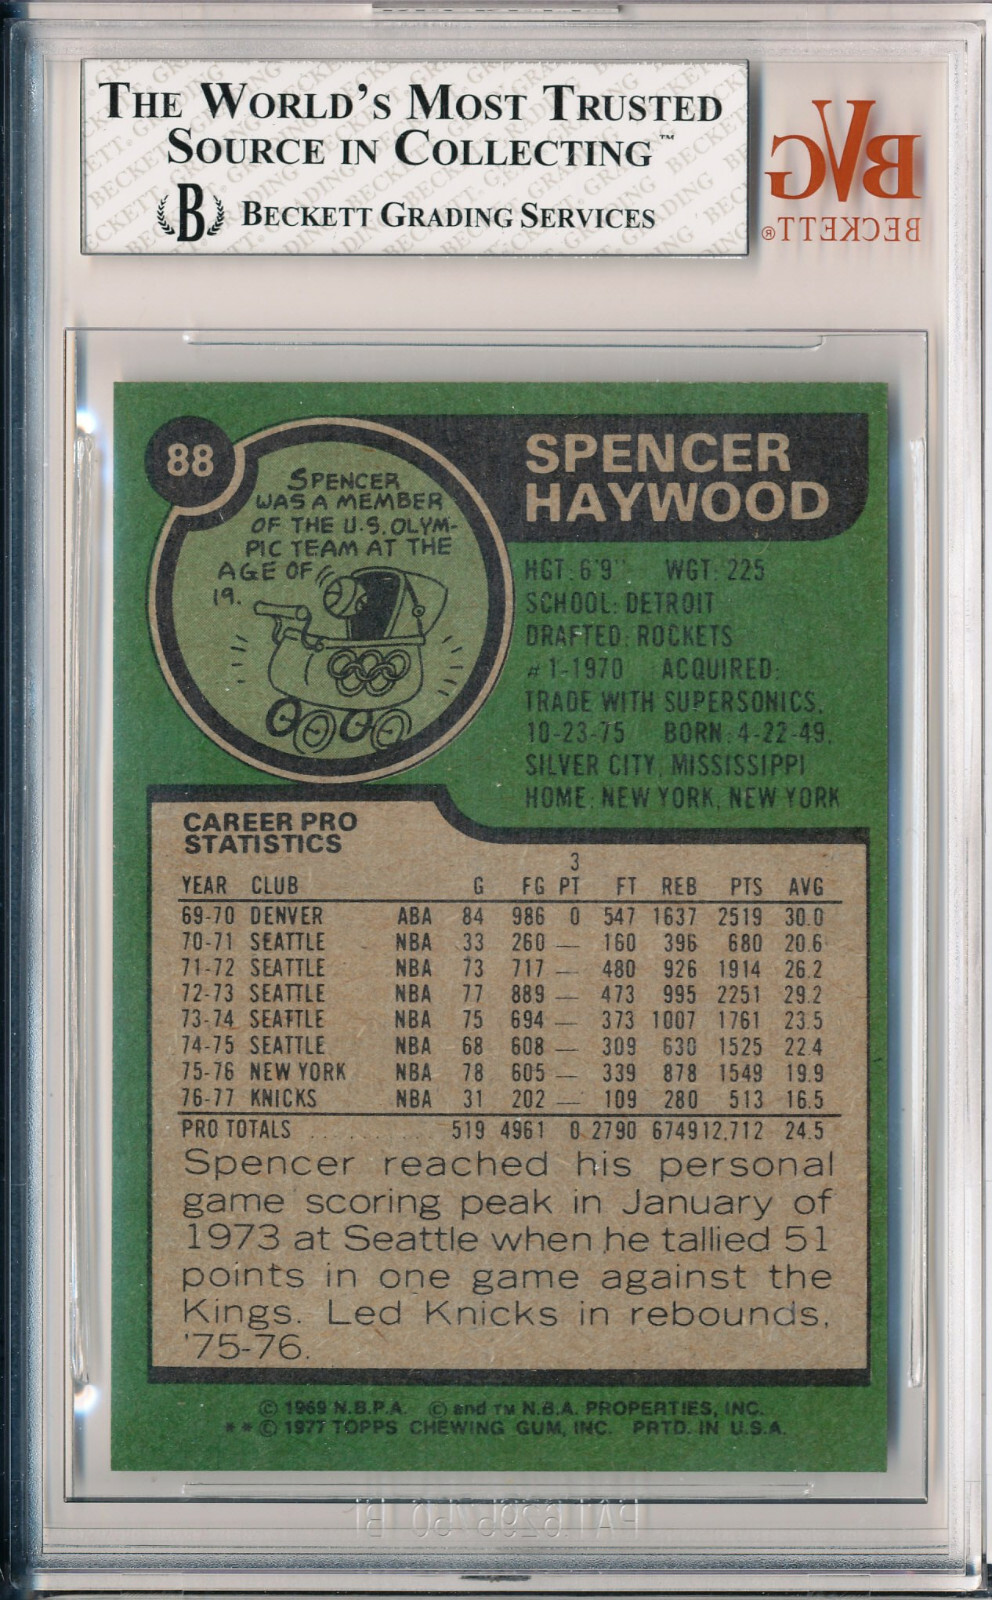 THE WORLD'S MOST TRUSTED
SOURCE IN COLLECTING™
B BECKETT GRADING SERVICES
BVG
BECKETT®
88
SPENCER
HAYWOOD
SPENCER
WAS A MEMBER
OF THE U.S. OLYM-
PIC TEAM AT THE
AGE OF
19.
HGT: 6'9" WGT: 225
SCHOOL: DETROIT
DRAFTED: ROCKETS
#1-1970 ACQUIRED:
TRADE WITH SUPERSONICS,
10-23-75 BORN: 4-22-49,
SILVER CITY, MISSISSIPPI
HOME: NEW YORK, NEW YORK
CAREER PRO
STATISTICS
YEAR CLUB G FG 3 PT FT REB PTS AVG
69-70 DENVER ABA 84 986 0 547 1637 2519 30.0
70-71 SEATTLE NBA 33 260 — 160 396 680 20.6
71-72 SEATTLE NBA 73 717 — 480 926 1914 26.2
72-73 SEATTLE NBA 77 889 — 473 995 2251 29.2
73-74 SEATTLE NBA 75 694 — 373 1007 1761 23.5
74-75 SEATTLE NBA 68 608 — 309 630 1525 22.4
75-76 NEW YORK NBA 78 605 — 339 878 1549 19.9
76-77 KNICKS NBA 31 202 — 109 280 513 16.5
PRO TOTALS .......... 519 4961 0 2790 6749 12,712 24.5
Spencer reached his personal
game scoring peak in January of
1973 at Seattle when he tallied 51
points in one game against the
Kings. Led Knicks in rebounds,
'75-76.
© 1969 N.B.P.A. © and TM N.B.A. PROPERTIES, INC.
** © 1977 TOPPS CHEWING GUM, INC. PRTD. IN U.S.A.